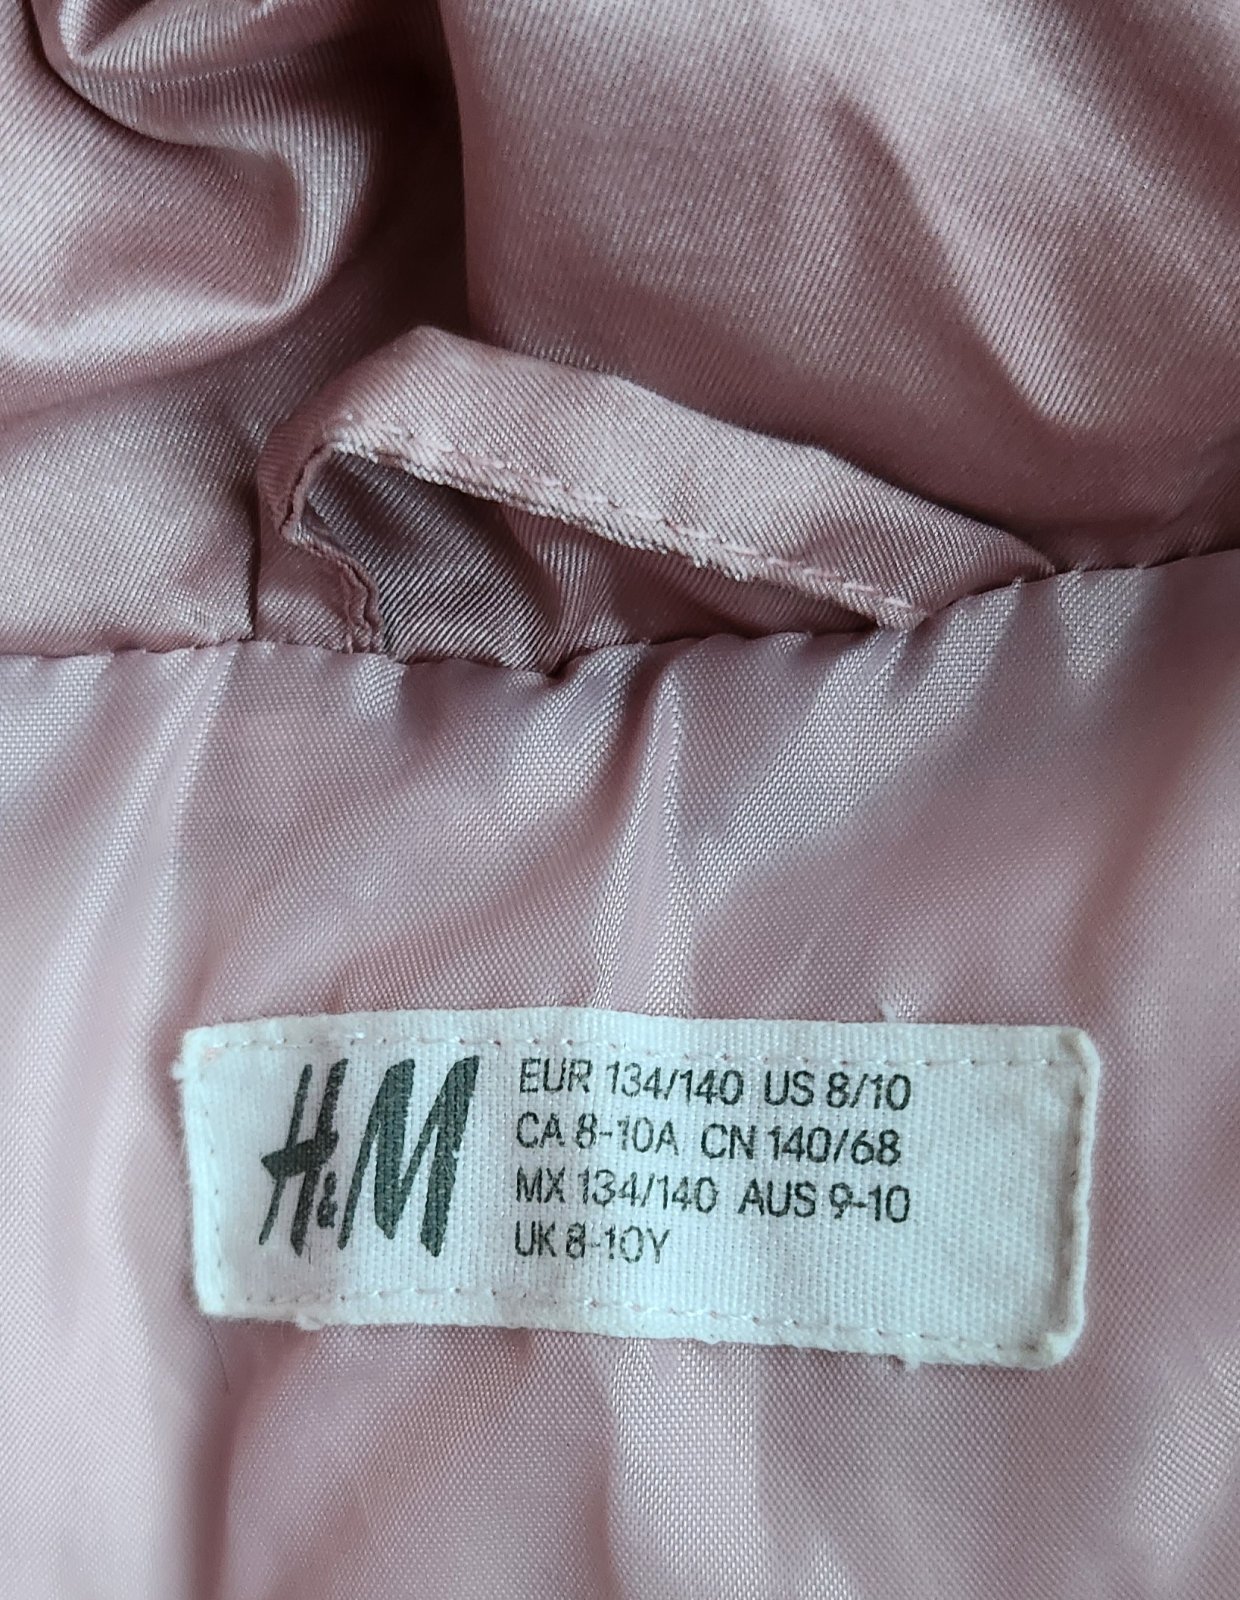 H&M
EUR 134/140 US 8/10
CA 8-10A CN 140/68
MX 134/140 AUS 9-10
UK 8-10Y